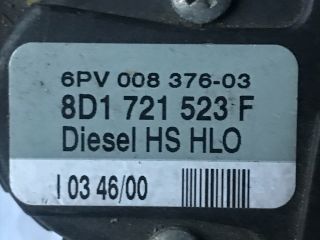 6PV 008 376-03
8D1 721 523 F
Diesel HS HLO
I 03 46/00